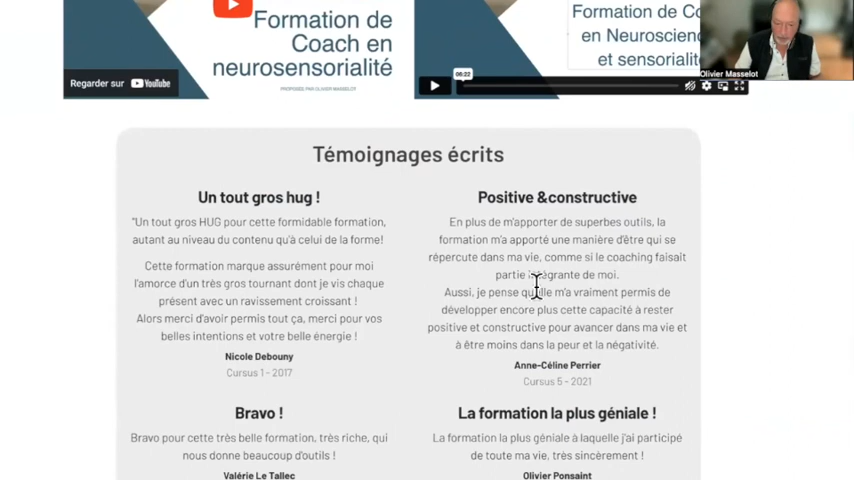 Formation de
Coach en
neurosensorialité
PROPOSÉE PAR OLIVIER MASSELOT
Regarder sur YouTube
Formation de Co
en Neuroscien
et sensorialit
06:22
Olivier Masselot
Témoignages écrits
Un tout gros hug !
"Un tout gros HUG pour cette formidable formation,
autant au niveau du contenu qu'à celui de la forme!
Cette formation marque assurément pour moi
l'amorce d'un très gros tournant dont je vis chaque
présent avec un ravissement croissant !
Alors merci d'avoir permis tout ça, merci pour vos
belles intentions et votre belle énergie !
Nicole Debouny
Cursus 1 - 2017
Positive &constructive
En plus de m'apporter de superbes outils, la
formation m'a apporté une manière d'être qui se
répercute dans ma vie, comme si le coaching faisait
partie intégrante de moi.
Aussi, je pense qu'elle m'a vraiment permis de
développer encore plus cette capacité à rester
positive et constructive pour avancer dans ma vie et
à être moins dans la peur et la négativité.
Anne-Céline Perrier
Cursus 5 - 2021
Bravo !
Bravo pour cette très belle formation, très riche, qui
nous donne beaucoup d'outils !
Valérie Le Tallec
La formation la plus géniale !
La formation la plus géniale à laquelle j'ai participé
de toute ma vie, très sincèrement !
Olivier Ponsaint